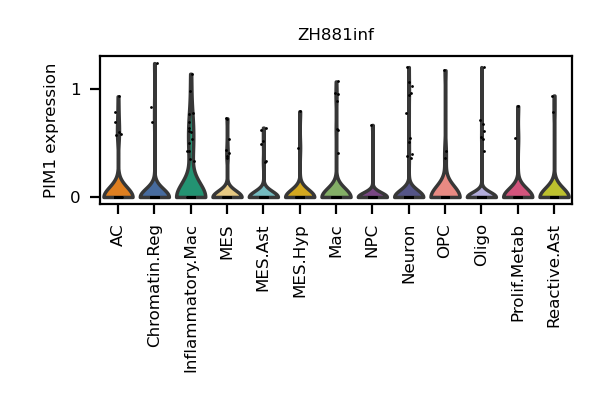 ZH881inf
PIM1 expression
1
0
AC
Chromatin.Reg
Inflammatory.Mac
MES
MES.Ast
MES.Hyp
Mac
NPC
Neuron
OPC
Oligo
Prolif.Metab
Reactive.Ast